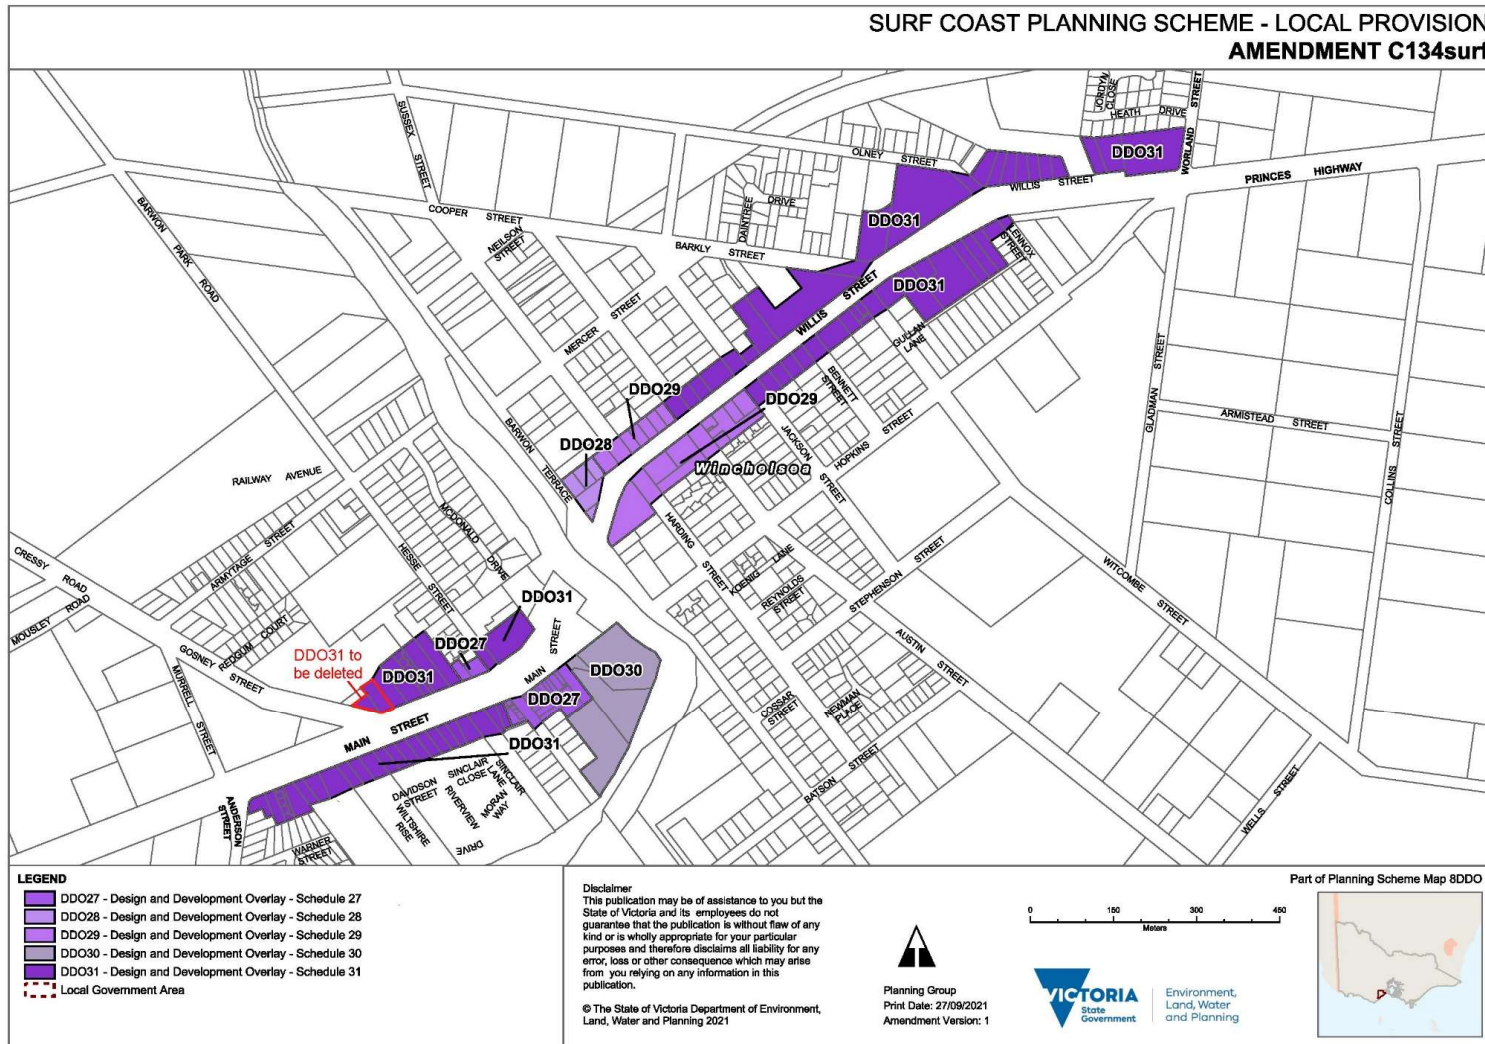 SURF COAST PLANNING SCHEME - LOCAL PROVISION
AMENDMENT C134surf
JORDYN CLOSE
HEATH DRIVE
WORLAND STREET
DDO31
PRINCES HIGHWAY
WILLIS STREET
OLNEY STREET
SUSSEX STREET
COOPER STREET
NEILSON STREET
DAINTREE DRIVE
BARKLY STREET
DDO31
LENNOX STREET
BARWON PARK ROAD
DDO31
WILLIS STREET
MERCER STREET
GULLAN LANE
GLADMAN STREET
BENNETT STREET
DDO29
DDO29
ARMISTEAD STREET
COLLINS STREET
DDO28
BARWON TERRACE
JACKSON STREET
HOPKINS STREET
Winchelsea
RAILWAY AVENUE
MCDONALD DRIVE
HARDING STREET
ARMYTAGE STREET
HESSE STREET
KOENIG LANE
REYNOLDS STREET
STEPHENSON STREET
WITCOMBE STREET
CRESSY ROAD
MOUSLEY ROAD
DDO31
AUSTIN STREET
GOSNEY STREET
REDGUM COURT
DDO27
DDO31 to
be deleted
DDO31
MAIN STREET
DDO30
MURRELL STREET
DDO27
COSSAR STREET
NEWMAN PLACE
MAIN STREET
DDO31
BATSON STREET
DAVIDSON STREET
SINCLAIR CLOSE
SINCLAIR LANE
WILTSHIRE RISE
RIVERVIEW DRIVE
MORAN WAY
ANDERSON STREET
WARNER STREET
WELLS STREET
LEGEND
DDO27 - Design and Development Overlay - Schedule 27
DDO28 - Design and Development Overlay - Schedule 28
DDO29 - Design and Development Overlay - Schedule 29
DDO30 - Design and Development Overlay - Schedule 30
DDO31 - Design and Development Overlay - Schedule 31
Local Government Area
Disclaimer
This publication may be of assistance to you but the
State of Victoria and its employees do not
guarantee that the publication is without flaw of any
kind or is wholly appropriate for your particular
purposes and therefore disclaims all liability for any
error, loss or other consequence which may arise
from you relying on any information in this
publication.
© The State of Victoria Department of Environment,
Land, Water and Planning 2021
Planning Group
Print Date: 27/09/2021
Amendment Version: 1
0 150 300 450
Meters
VICTORIA
State
Government
Environment,
Land, Water
and Planning
Part of Planning Scheme Map 8DDO